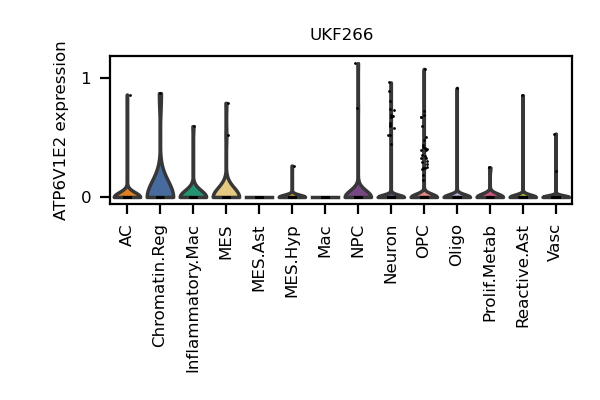 UKF266
ATP6V1E2 expression
1
0
AC
Chromatin.Reg
Inflammatory.Mac
MES
MES.Ast
MES.Hyp
Mac
NPC
Neuron
OPC
Oligo
Prolif.Metab
Reactive.Ast
Vasc